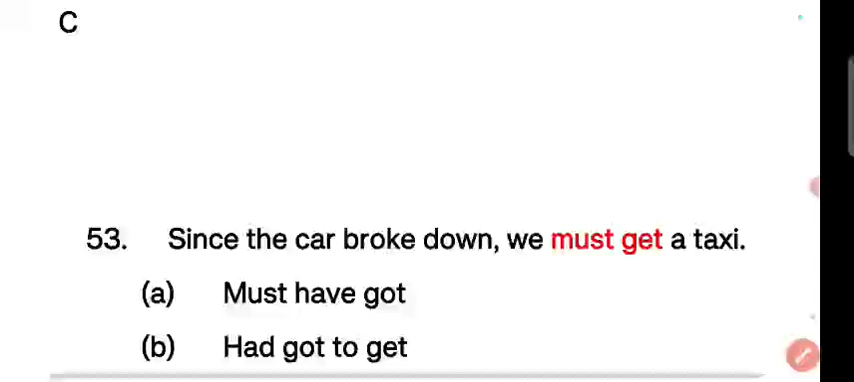 C
53. Since the car broke down, we must get a taxi.
(a) Must have got
(b) Had got to get